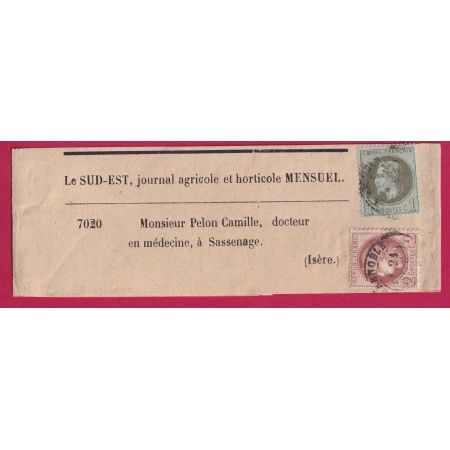 Le SUD-EST, journal agricole et horticole MENSUEL.
7020 Monsieur Pelon Camille, docteur
en médecine, à Sassenage.
(Isère.)